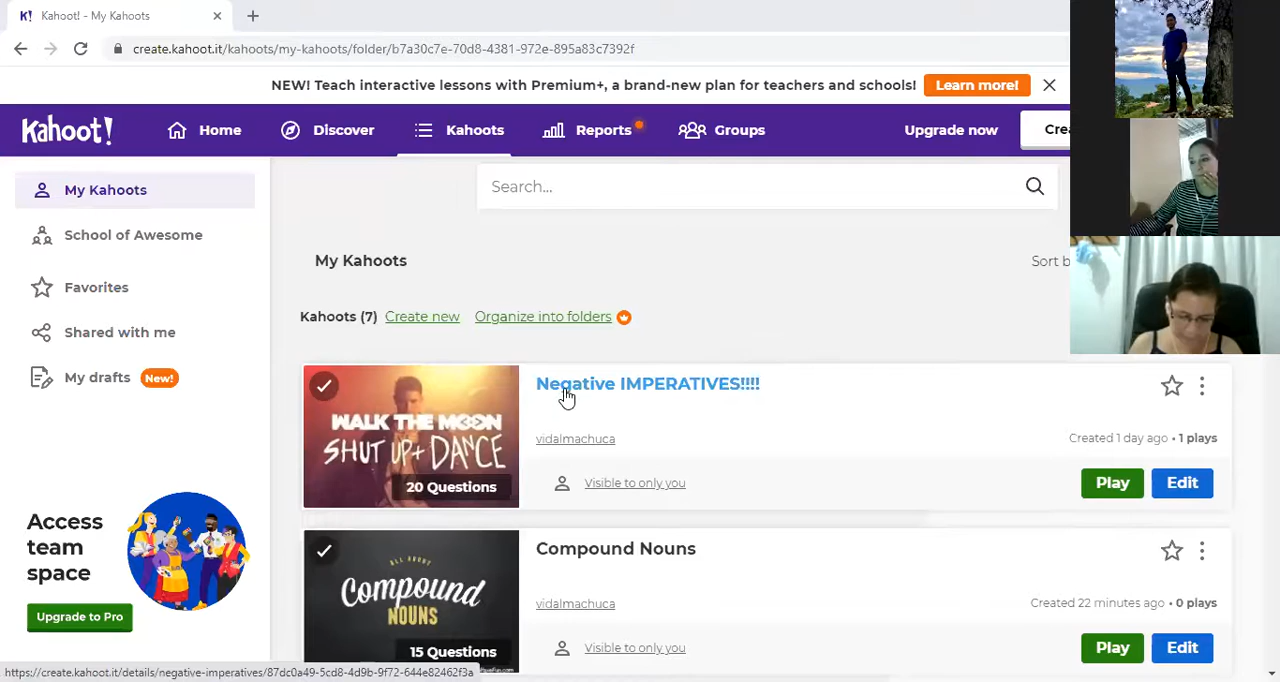 Kahoot! - My Kahoots
create.kahoot.it/kahoots/my-kahoots/folder/b7a30c7e-70d8-4381-972e-895a83c7392f
NEW! Teach interactive lessons with Premium+, a brand-new plan for teachers and schools! Learn more!
Kahoot! Home Discover Kahoots Reports Groups Upgrade now Crea
My Kahoots
School of Awesome
Favorites
Shared with me
My drafts New!
Access
team
space
Upgrade to Pro
Search...
My Kahoots Sort b
Kahoots (7) Create new Organize into folders
WALK THE MOON
SHUT UP + DANCE
20 Questions
Negative IMPERATIVES!!!!
vidalmachuca Created 1 day ago • 1 plays
Visible to only you Play Edit
ALL ABOUT
Compound
NOUNS
15 Questions
Compound Nouns
vidalmachuca Created 22 minutes ago • 0 plays
Visible to only you Play Edit
https://create.kahoot.it/details/negative-imperatives/87dc0a49-5cd8-4d9b-9f72-644e82462f3a